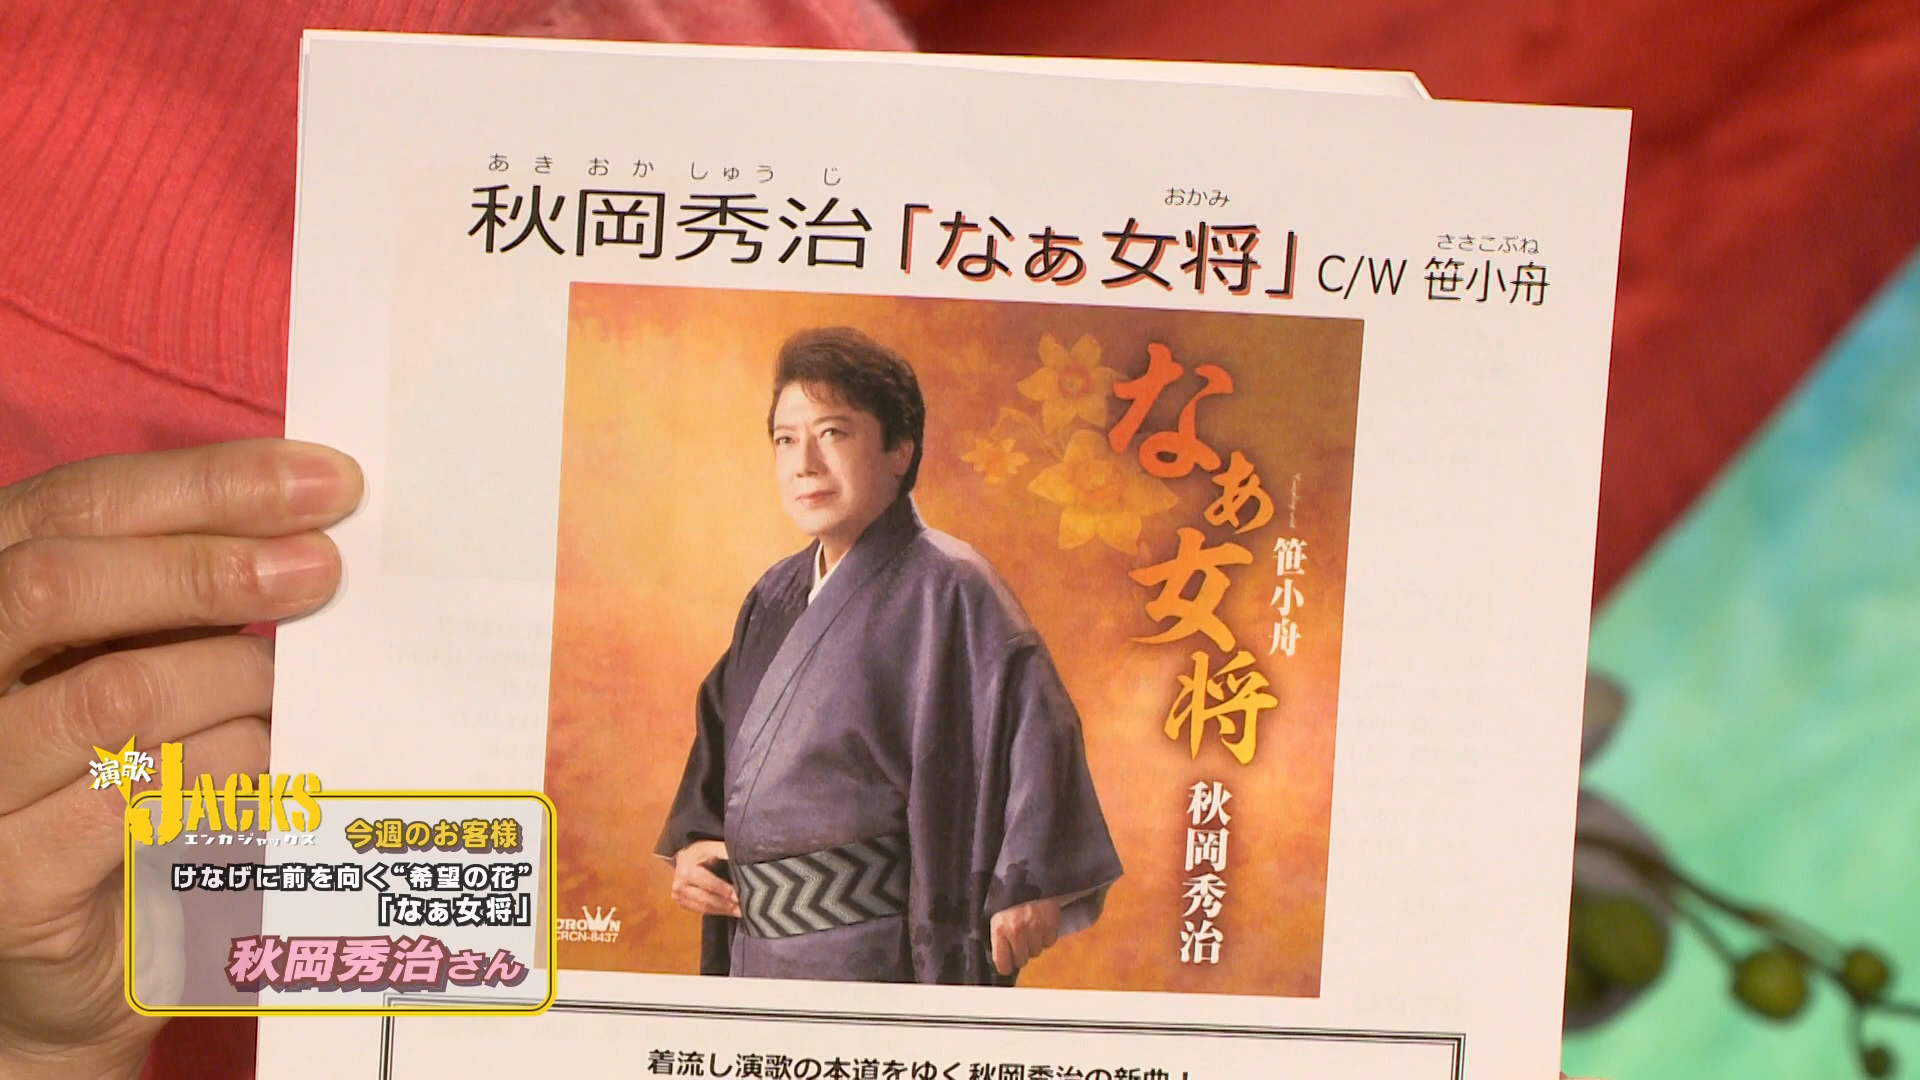 あきおかしゅうじ
おかみ
ささこぶね
秋岡秀治「なぁ女将」C/W 笹小舟
なぁ女将
笹小舟
秋岡秀治
CROWN
CRCN-8437
演歌JACKS
エンカジャックス
今週のお客様
けなげに前を向く“希望の花”
「なぁ女将」
秋岡秀治さん
着流し演歌の本道をゆく秋岡秀治の新曲！